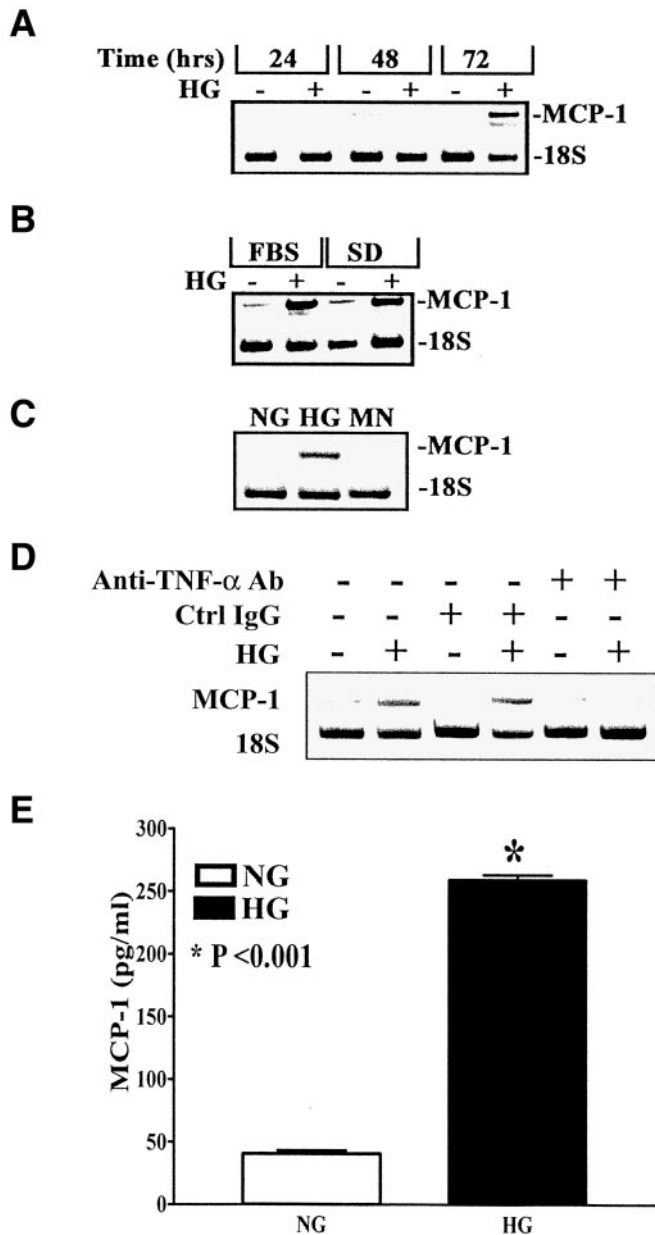 A
Time (hrs) 24 48 72
HG - + - + - +
-MCP-1
-18S
B
FBS SD
HG - + - +
-MCP-1
-18S
C
NG HG MN
-MCP-1
-18S
D
Anti-TNF-α Ab - - - - + +
Ctrl IgG - - + + - -
HG - + - + - +
MCP-1
18S
E
300
250
200
150
100
50
0
MCP-1 (pg/ml)
NG
HG
* P <0.001
*
NG HG